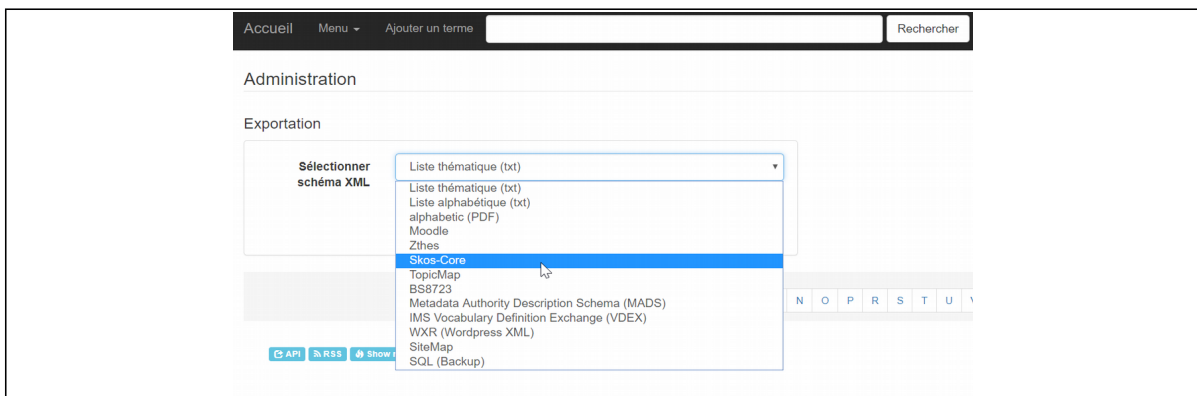 Accueil Menu Ajouter un terme Rechercher
Administration
Exportation
Sélectionner schéma XML
Liste thématique (txt)
Liste thématique (txt)
Liste alphabétique (txt)
alphabetic (PDF)
Moodle
Zthes
Skos-Core
TopicMap
BS8723
Metadata Authority Description Schema (MADS)
IMS Vocabulary Definition Exchange (VDEX)
WXR (Wordpress XML)
SiteMap
SQL (Backup)
N O P R S T U
API RSS Show